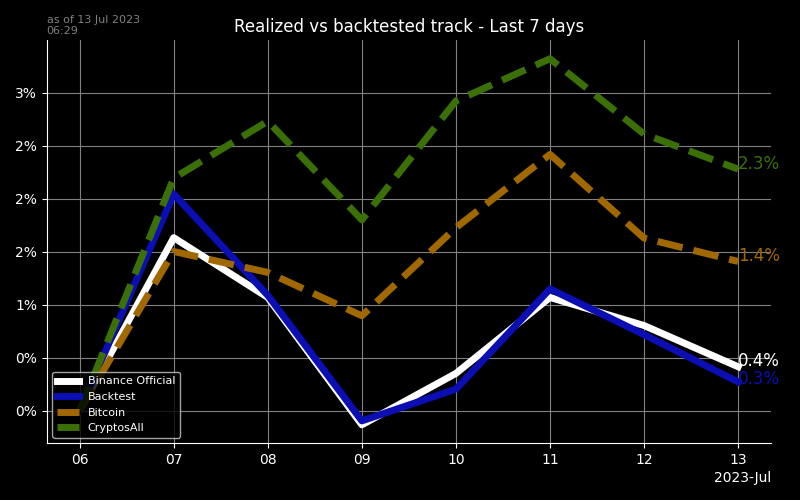 as of 13 Jul 2023
06:29
Realized vs backtested track - Last 7 days
3%
2%
2%
2%
1%
0%
0%
2.3%
1.4%
0.4%
0.3%
Binance Official
Backtest
Bitcoin
CryptosAll
06 07 08 09 10 11 12 13
2023-Jul